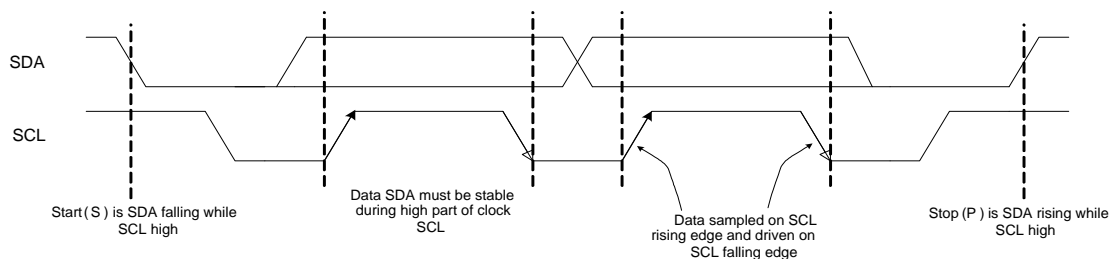 SDA
SCL
Start(S) is SDA falling while
SCL high
Data SDA must be stable
during high part of clock
SCL
Data sampled on SCL
rising edge and driven on
SCL falling edge
Stop(P) is SDA rising while
SCL high